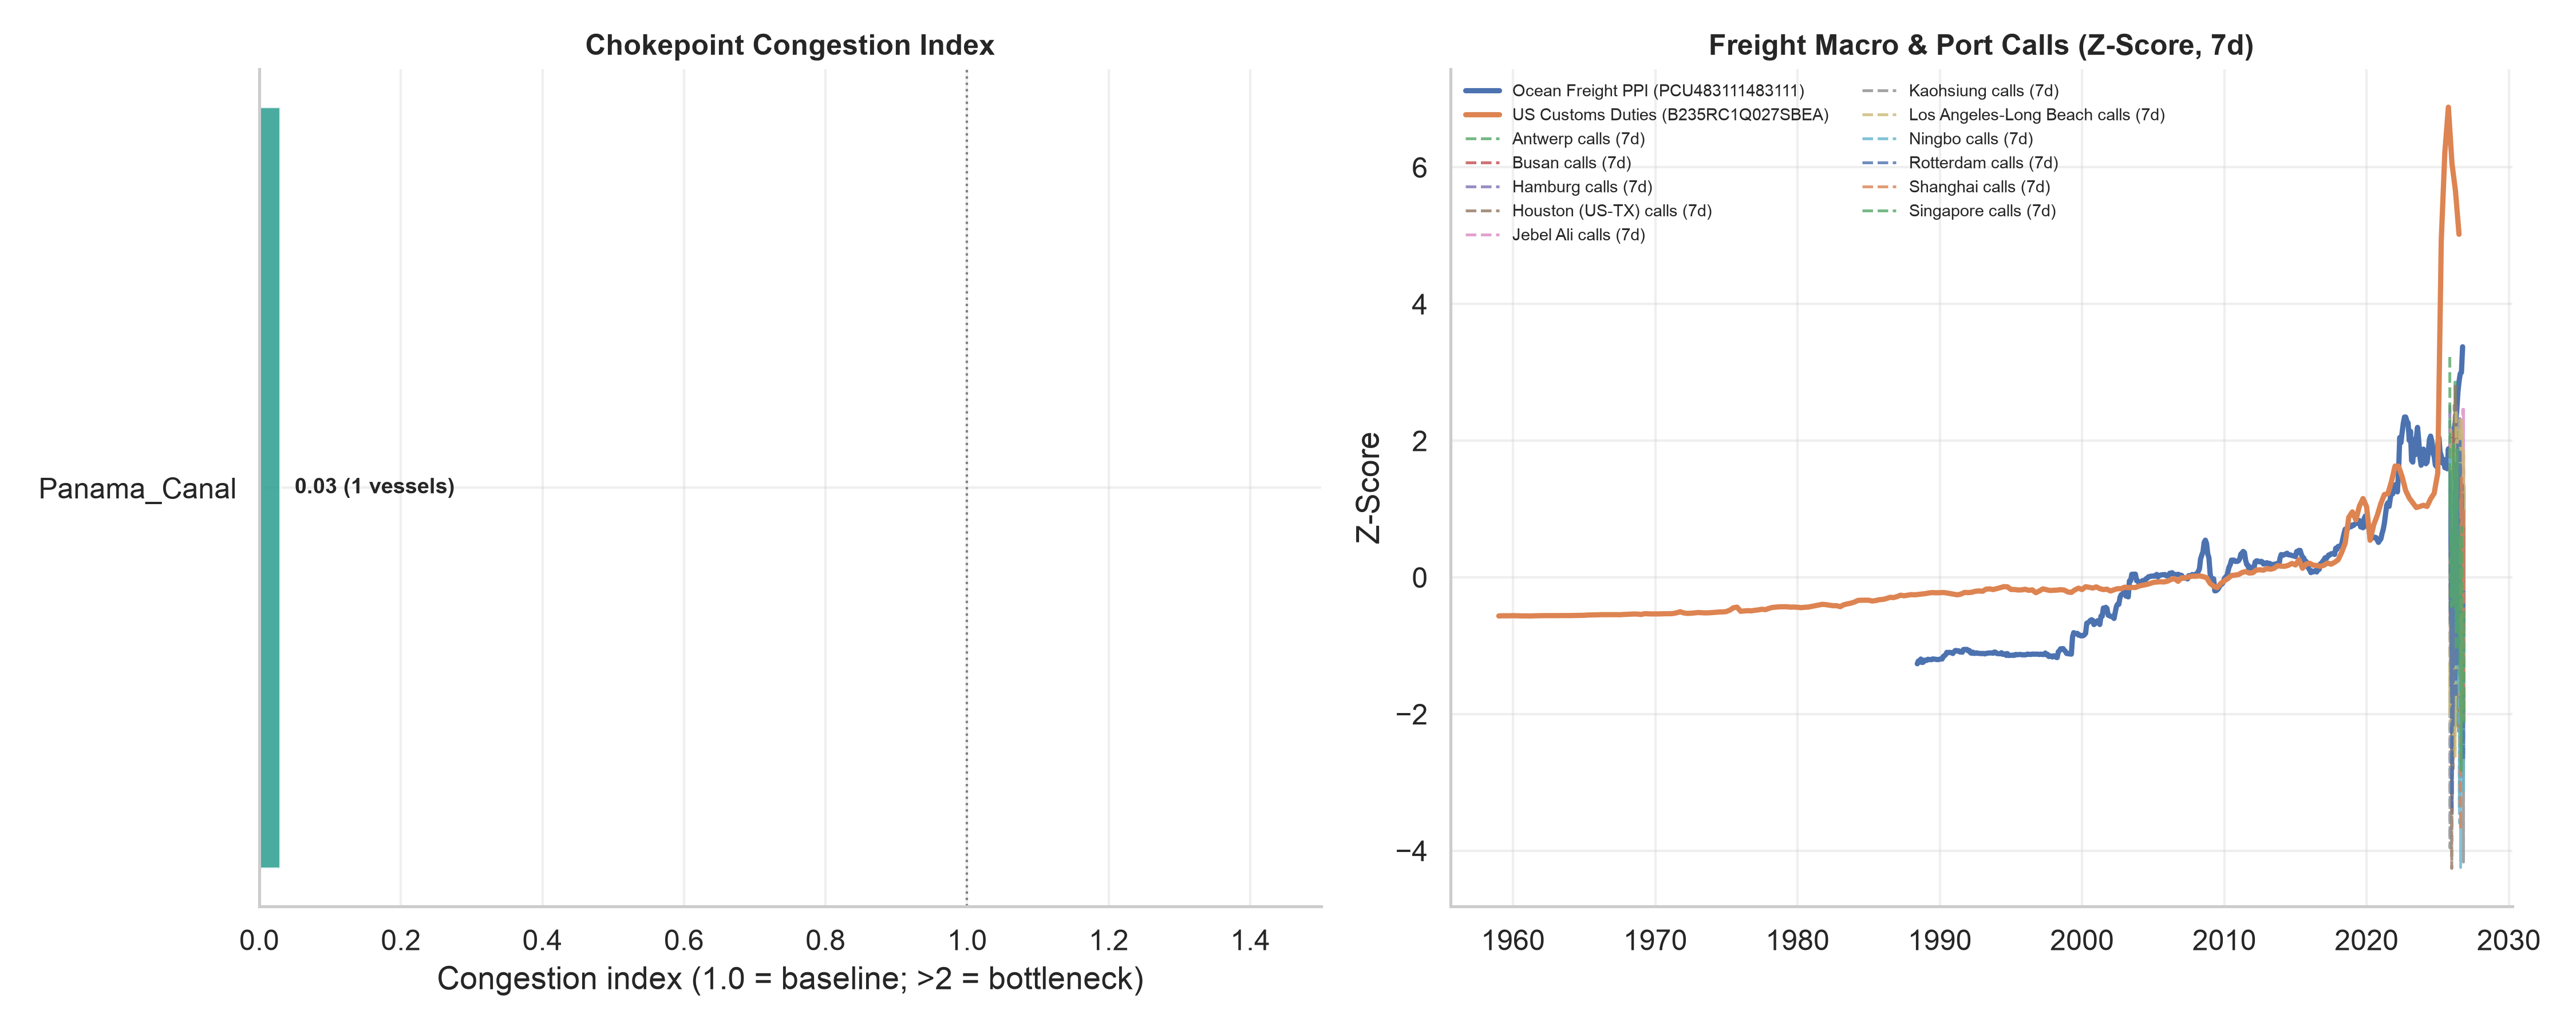 Chokepoint Congestion Index
Panama_Canal
0.03 (1 vessels)
0.0 0.2 0.4 0.6 0.8 1.0 1.2 1.4
Congestion index (1.0 = baseline; >2 = bottleneck)
Freight Macro & Port Calls (Z-Score, 7d)
Ocean Freight PPI (PCU483111483111)
US Customs Duties (B235RC1Q027SBEA)
Antwerp calls (7d)
Busan calls (7d)
Hamburg calls (7d)
Houston (US-TX) calls (7d)
Jebel Ali calls (7d)
Kaohsiung calls (7d)
Los Angeles-Long Beach calls (7d)
Ningbo calls (7d)
Rotterdam calls (7d)
Shanghai calls (7d)
Singapore calls (7d)
Z-Score
6
4
2
0
−2
−4
1960 1970 1980 1990 2000 2010 2020 2030